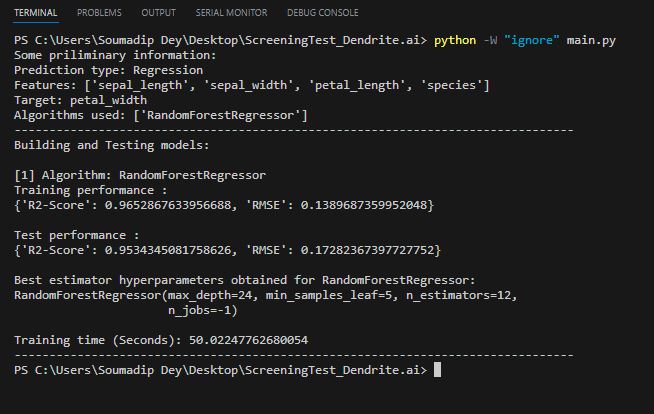 TERMINAL PROBLEMS OUTPUT SERIAL MONITOR DEBUG CONSOLE
PS C:\Users\Soumadip Dey\Desktop\ScreeningTest_Dendrite.ai> python -W "ignore" main.py
Some priliminary information:
Prediction type: Regression
Features: ['sepal_length', 'sepal_width', 'petal_length', 'species']
Target: petal_width
Algorithms used: ['RandomForestRegressor']
--------------------------------------------------------------------------------
Building and Testing models:
[1] Algorithm: RandomForestRegressor
Training performance :
{'R2-Score': 0.9652867633956688, 'RMSE': 0.1389687359952048}
Test performance :
{'R2-Score': 0.9534345081758626, 'RMSE': 0.17282367397727752}
Best estimator hyperparameters obtained for RandomForestRegressor:
RandomForestRegressor(max_depth=24, min_samples_leaf=5, n_estimators=12,
n_jobs=-1)
Training time (Seconds): 50.02247762680054
--------------------------------------------------------------------------------
PS C:\Users\Soumadip Dey\Desktop\ScreeningTest_Dendrite.ai>